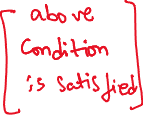 above
Condition
is satisfied